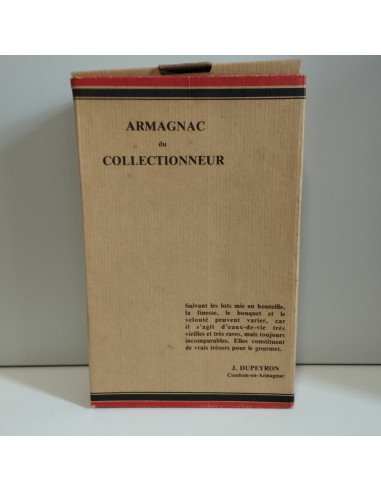 ARMAGNAC
du
COLLECTIONNEUR
Suivant les lots mis en bouteille,
la finesse, le bouquet et le
velouté peuvent varier, car
il s'agit d'eaux-de-vie très
vieilles et très rares, mais toujours
incomparables. Elles constituent
de vrais trésors pour le gourmet.
J. DUPEYRON
Condom-en-Armagnac